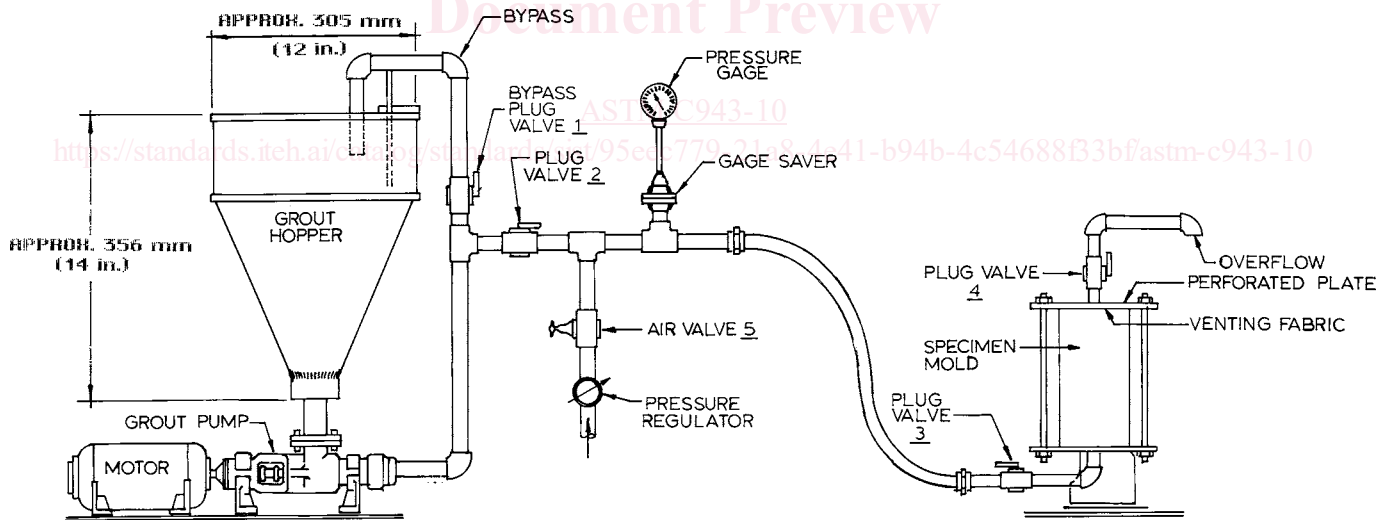 Document Preview
APPROX. 305 mm
(12 in.)
BYPASS
PRESSURE
GAGE
BYPASS
PLUG
VALVE 1
ASTM C943-10
https://standards.iteh.ai/catalog/standards/sist/95ecc779-21a8-4e41-b94b-4c54688f33bf/astm-c943-10
PLUG
VALVE 2
GAGE SAVER
GROUT
HOPPER
APPROX. 356 mm
(14 in.)
OVERFLOW
PLUG VALVE
4
PERFORATED PLATE
AIR VALVE 5
VENTING FABRIC
SPECIMEN
MOLD
PRESSURE
REGULATOR
PLUG
VALVE
3
GROUT PUMP
MOTOR